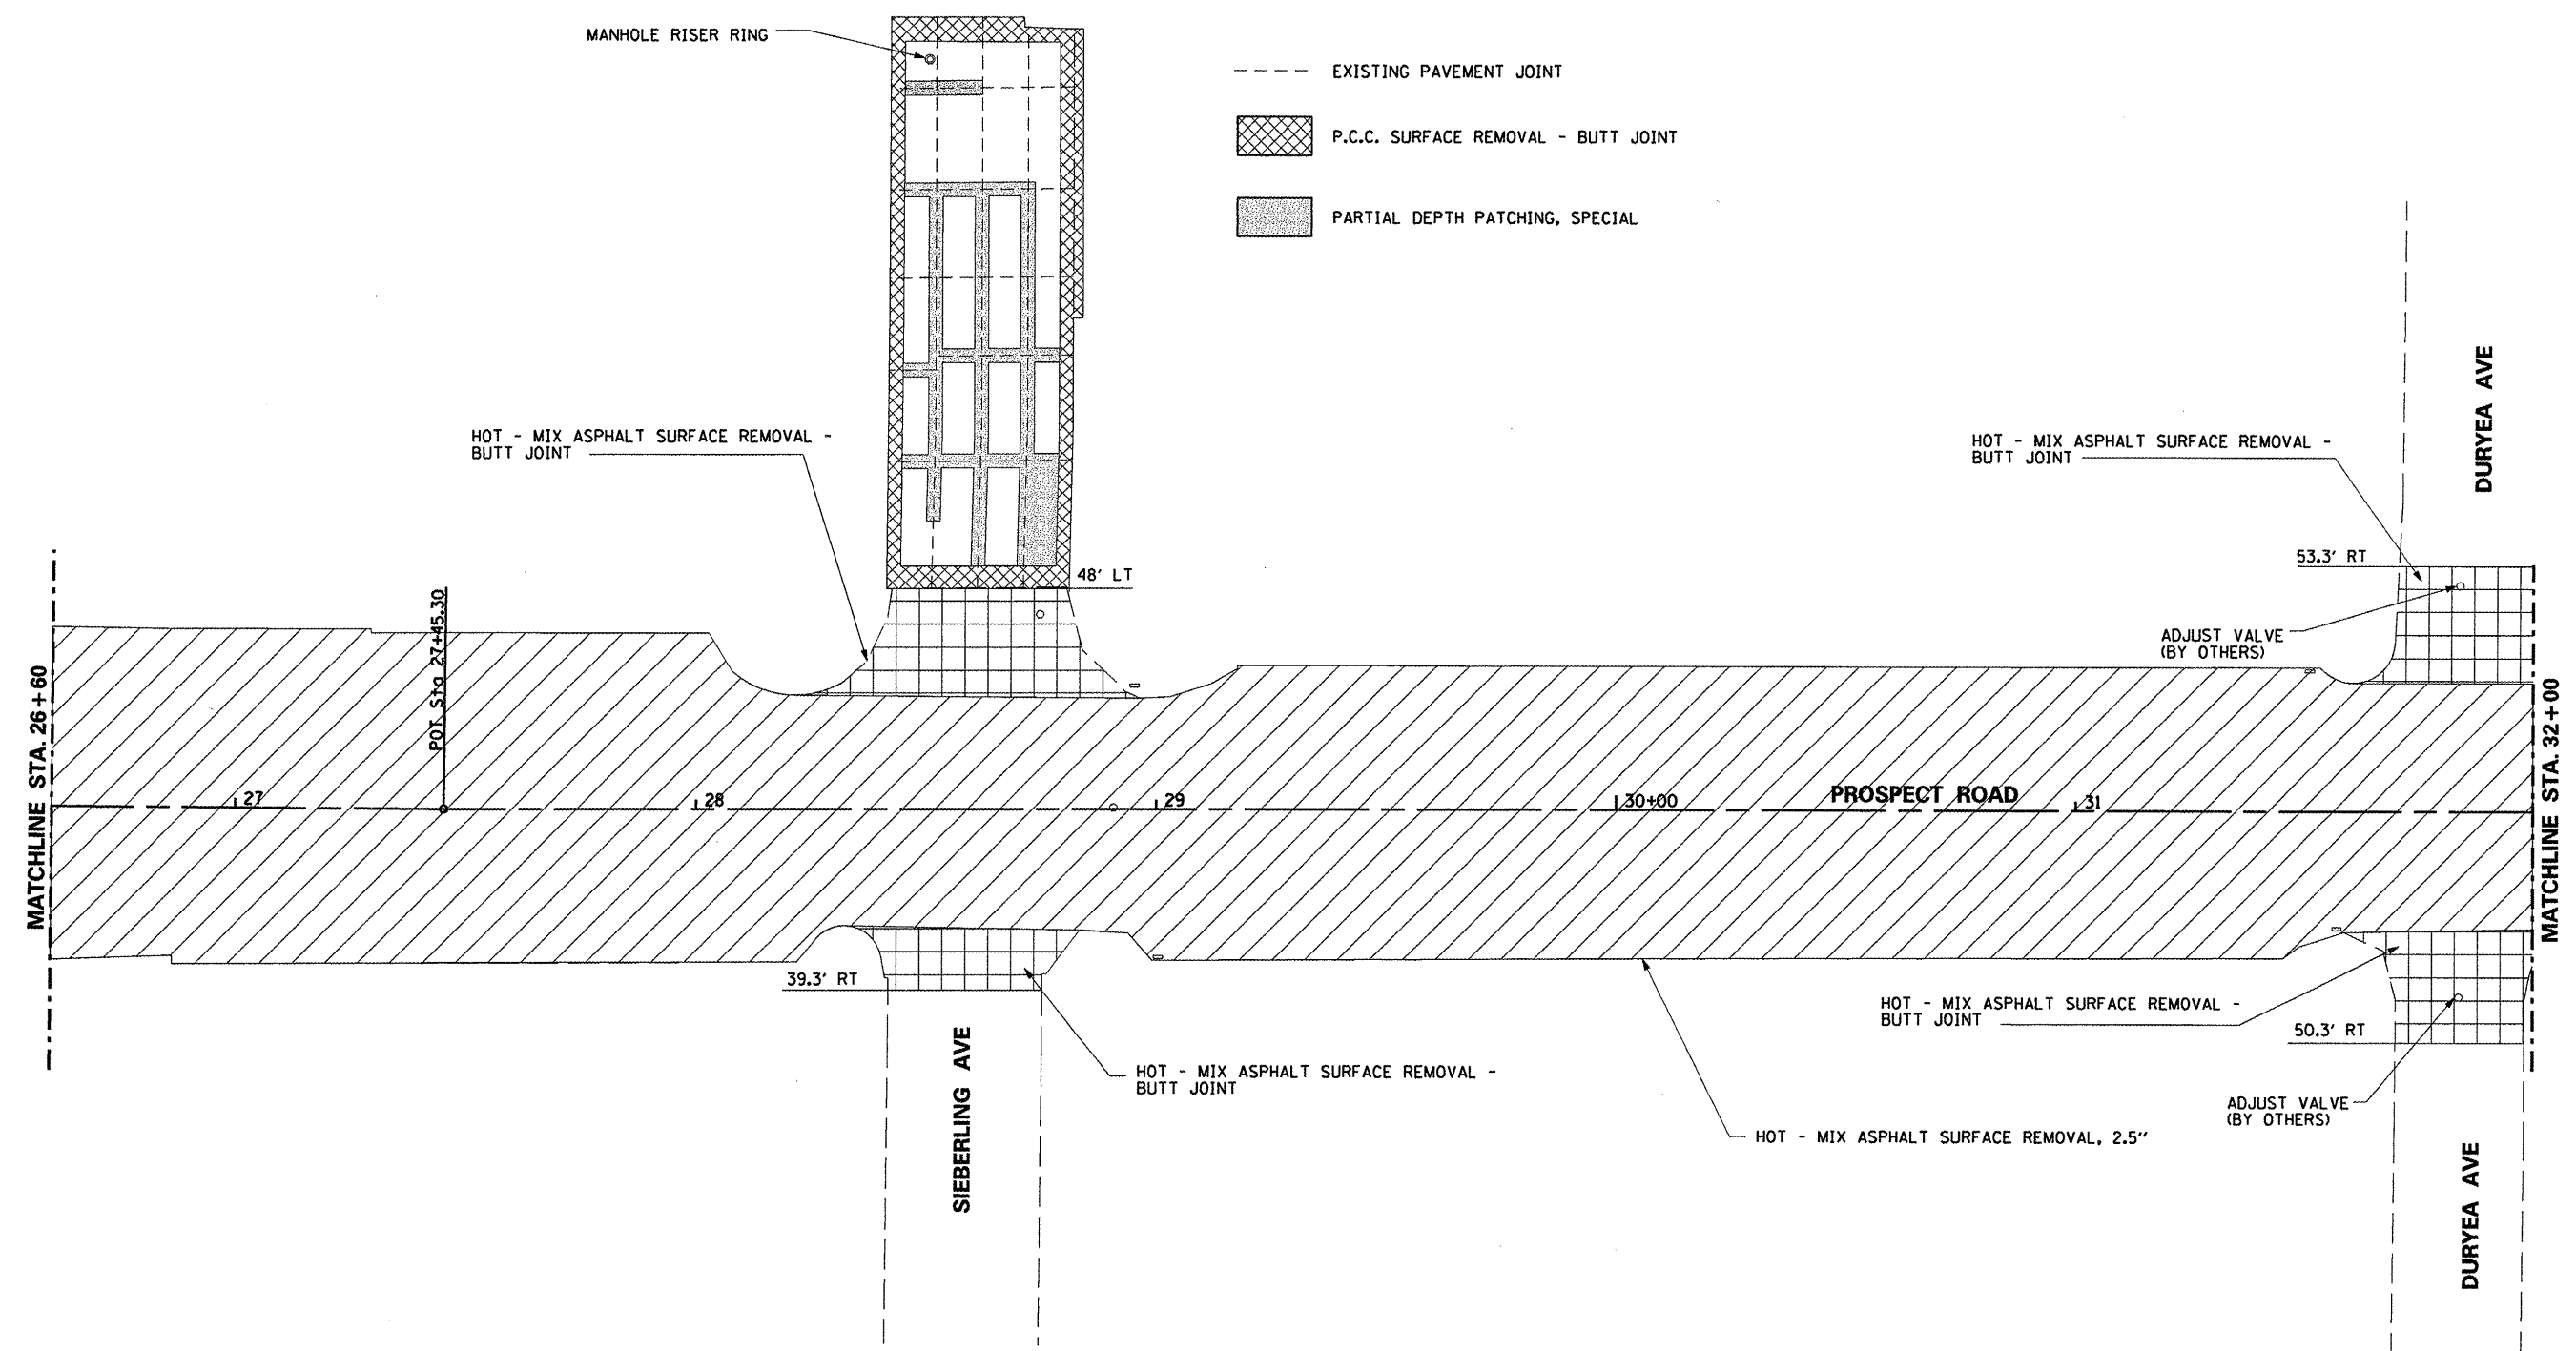 MANHOLE RISER RING
EXISTING PAVEMENT JOINT
P.C.C. SURFACE REMOVAL - BUTT JOINT
PARTIAL DEPTH PATCHING, SPECIAL
HOT - MIX ASPHALT SURFACE REMOVAL -
BUTT JOINT
HOT - MIX ASPHALT SURFACE REMOVAL -
BUTT JOINT
DURYEA AVE
48' LT
53.3' RT
ADJUST VALVE
(BY OTHERS)
MATCHLINE STA. 26+60
POT Sta 27+45.30
27
28
29
30+00
PROSPECT ROAD
31
MATCHLINE STA. 32+00
39.3' RT
SIEBERLING AVE
HOT - MIX ASPHALT SURFACE REMOVAL -
BUTT JOINT
HOT - MIX ASPHALT SURFACE REMOVAL -
BUTT JOINT
50.3' RT
ADJUST VALVE
(BY OTHERS)
HOT - MIX ASPHALT SURFACE REMOVAL, 2.5"
DURYEA AVE